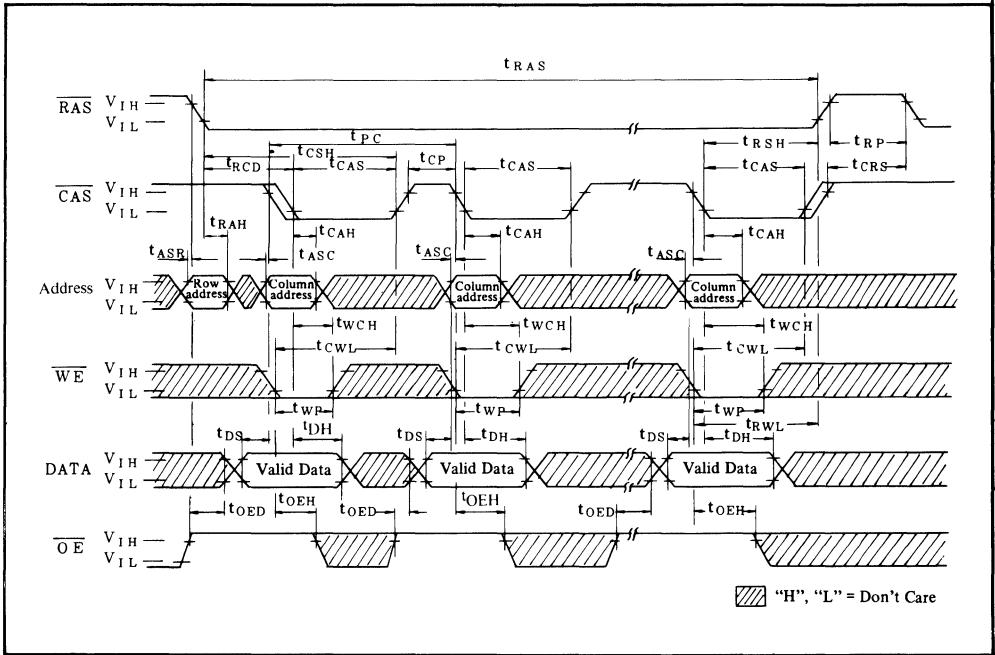 tRAS
RAS VIH
VIL
tPC
tCSH
tRCD tCAS tCP tCAS
tRSH tRP
tCAS tCRS
CAS VIH
VIL
tRAH tCAH tCAH tCAH
tASR tASC tASC tASC
Address VIH
VIL
Row address
Column address
Column address
Column address
tWCH tWCH tWCH
tCWL tCWL tCWL
WE VIH
VIL
tWP tWP tWP
tRWL
tDS tDH tDS tDH tDS tDH
DATA VIH
VIL
Valid Data Valid Data Valid Data
tOED tOEH tOED tOEH tOED tOEH
OE VIH
VIL
"H", "L" = Don't Care